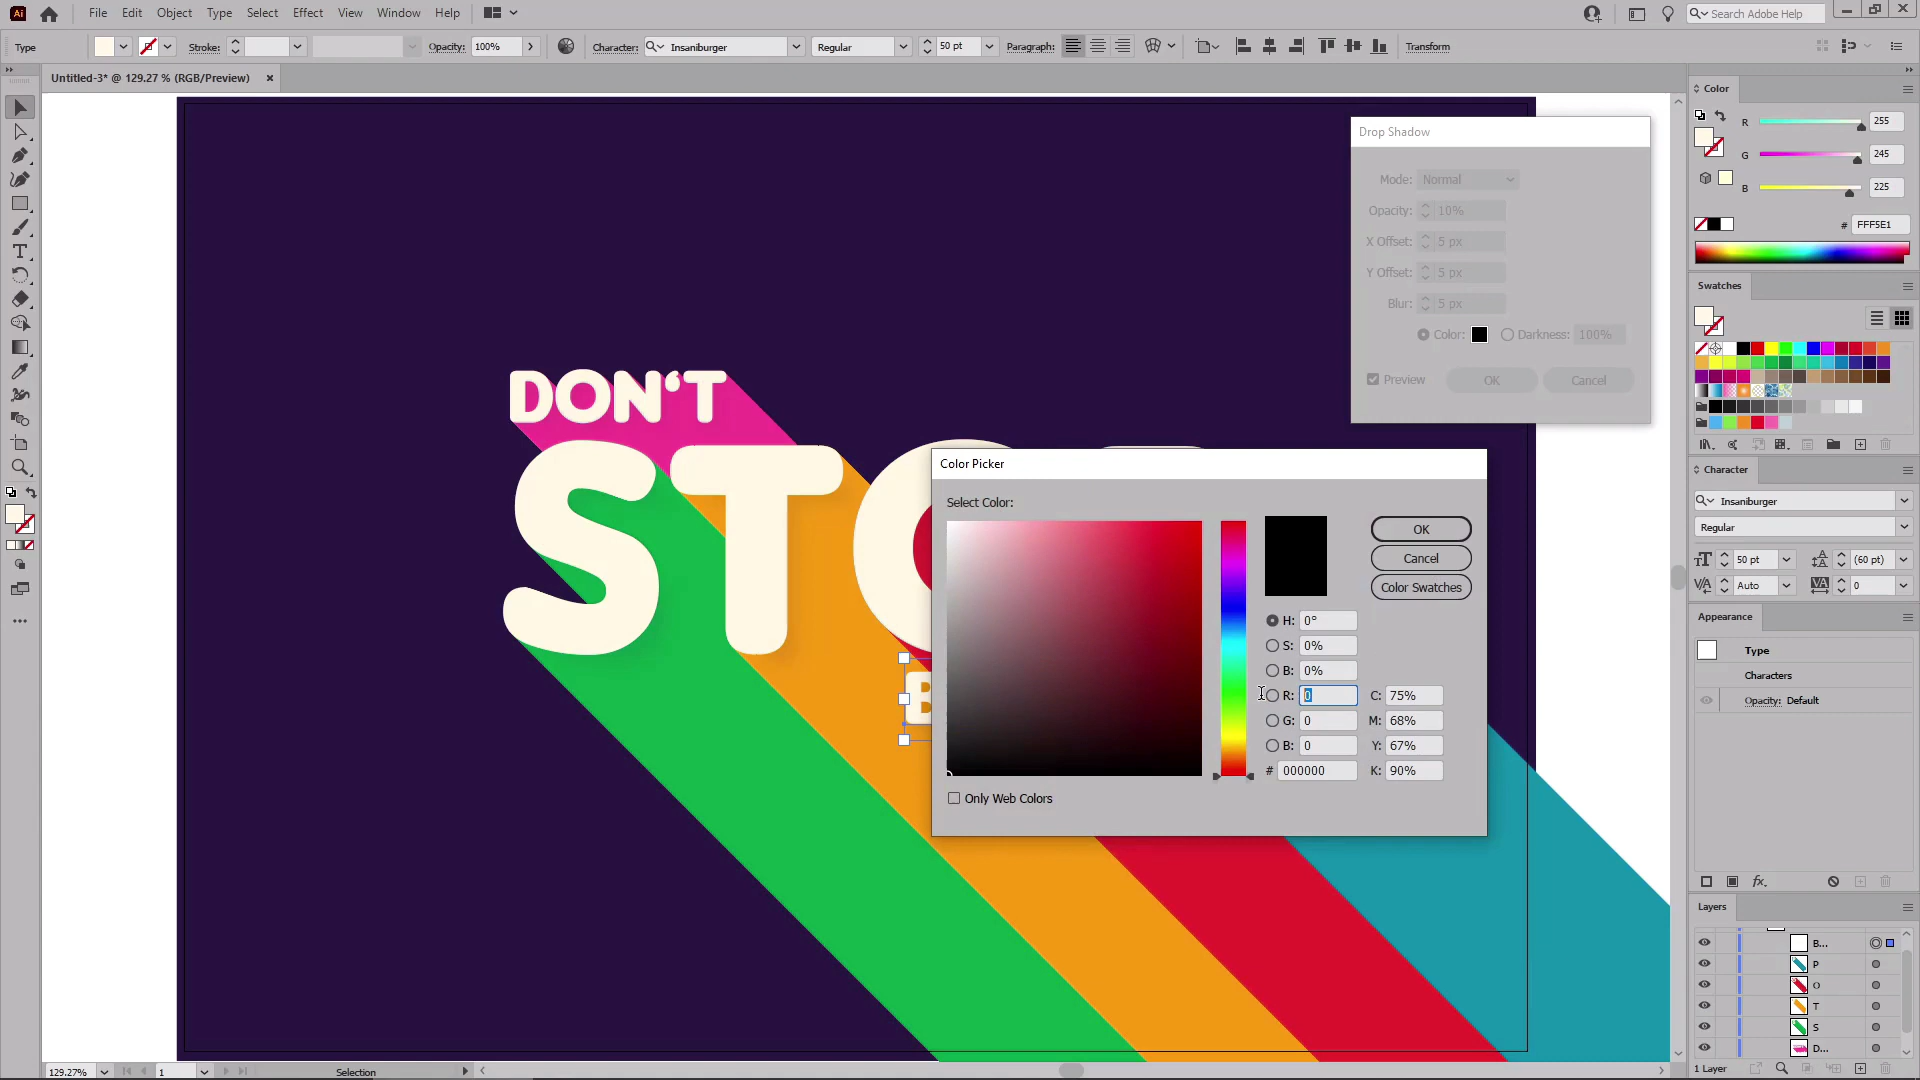 Ai File Edit Object Type Select Effect View Window Help Search Adobe Help
Type Stroke: Opacity: 100% Character: Insaniburger Regular 50 pt Paragraph: Transform
Untitled-3* @ 129.27 % (RGB/Preview)
Drop Shadow
Mode: Normal
Opacity: 10%
X Offset: 5 px
Y Offset: 5 px
Blur: 5 px
Color: Darkness: 100%
Preview OK Cancel
DON'T
STO
B
Color Picker
Select Color:
OK
Cancel
Color Swatches
H: 0°
S: 0%
B: 0%
R: 0 C: 75%
G: 0 M: 68%
B: 0 Y: 67%
# 000000 K: 90%
Only Web Colors
Color
R 255
G 245
B 225
# FFF5E1
Swatches
Character
Insaniburger
Regular
50 pt (60 pt)
Auto 0
Appearance
Type
Characters
Opacity: Default
fx.
Layers
B...
P
O
T
S
D...
1 Layer
129.27% 1 Selection